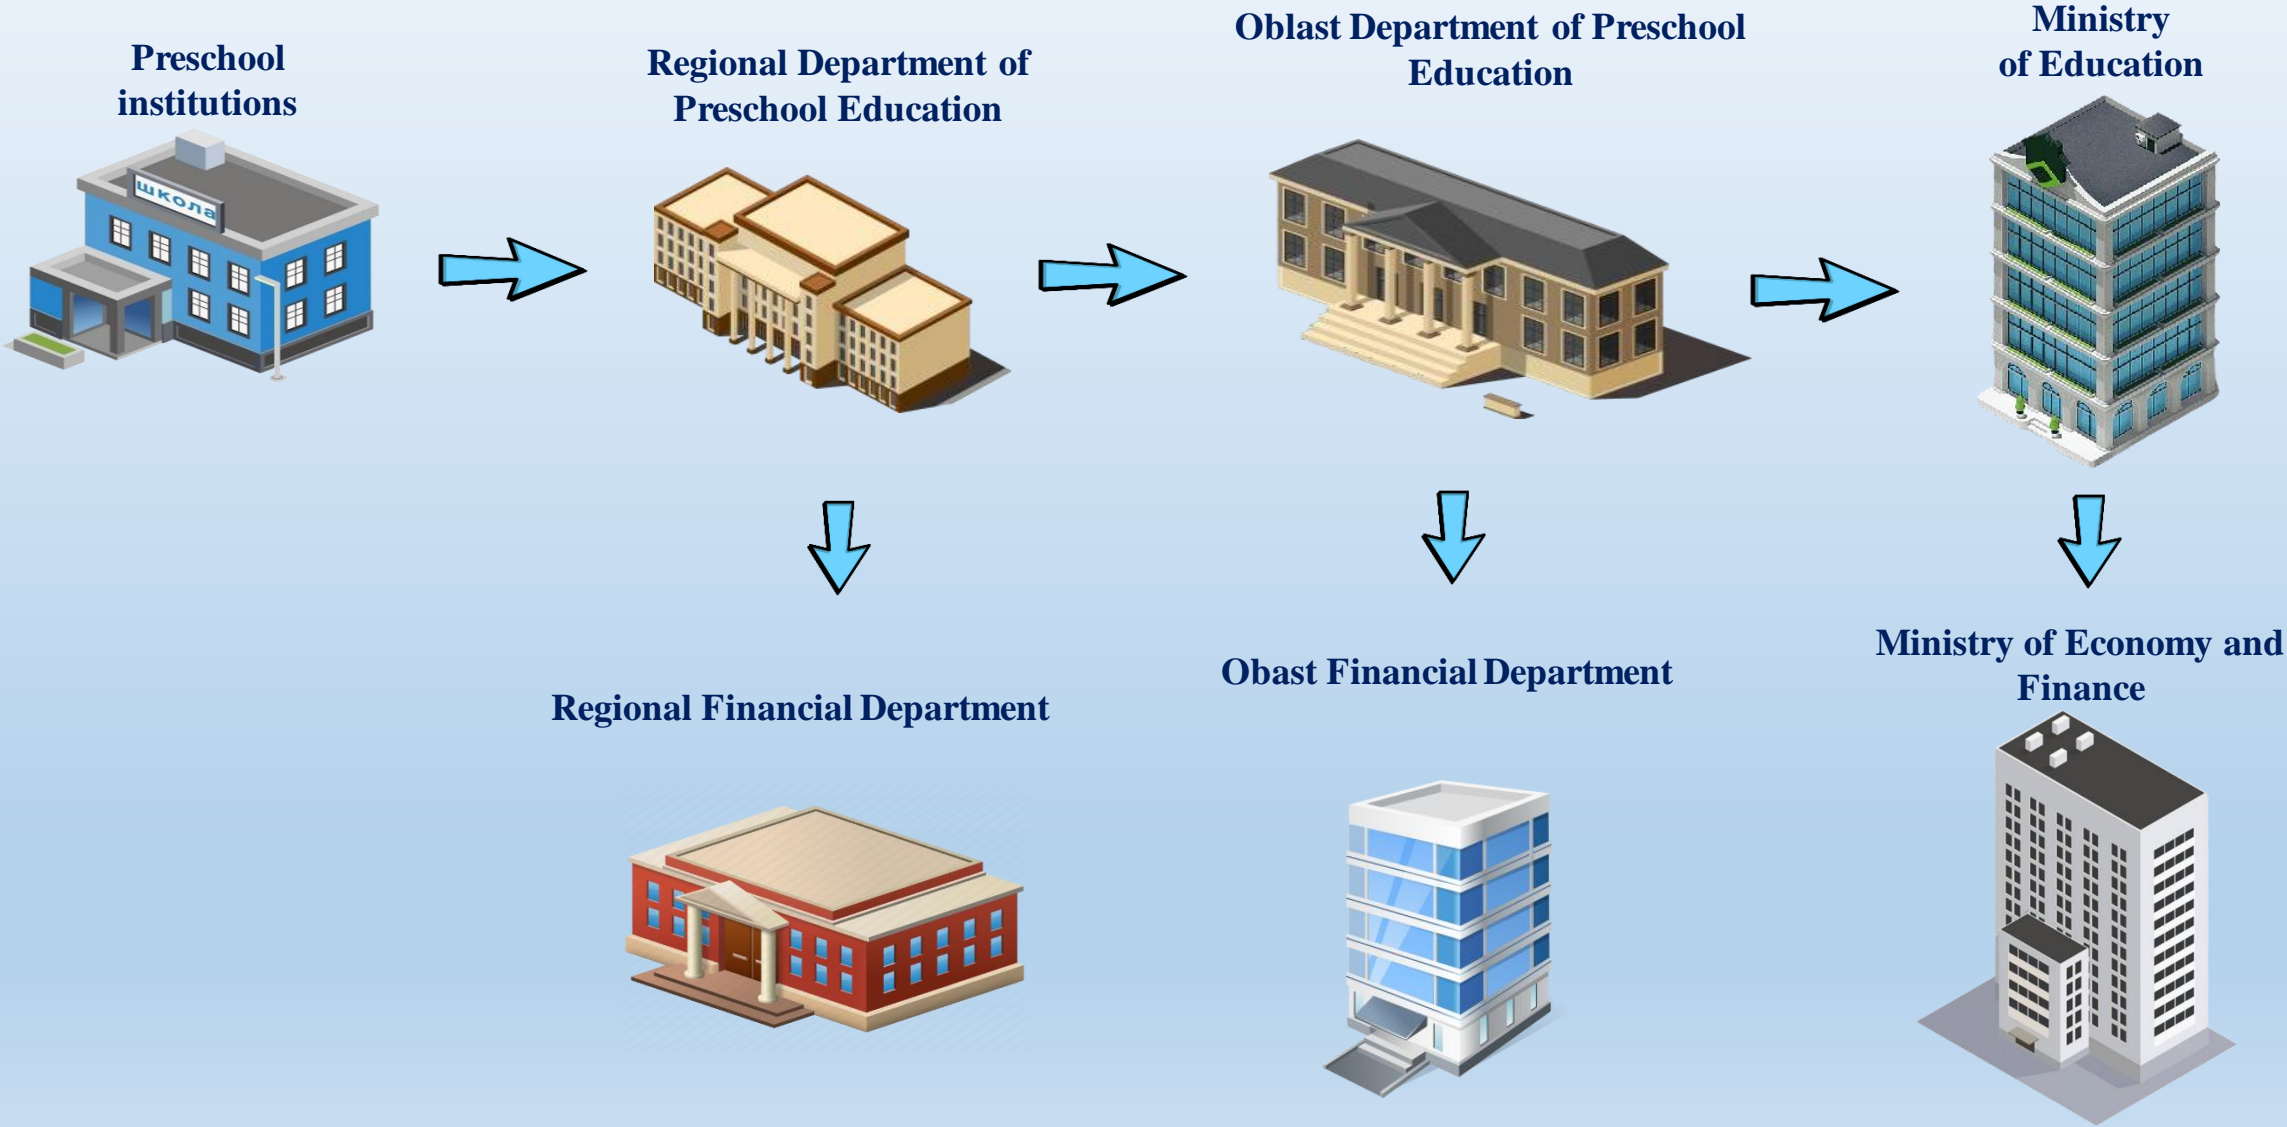 Preschool
institutions
Regional Department of
Preschool Education
Oblast Department of Preschool
Education
Ministry
of Education
школа
Regional Financial Department
Obast Financial Department
Ministry of Economy and
Finance